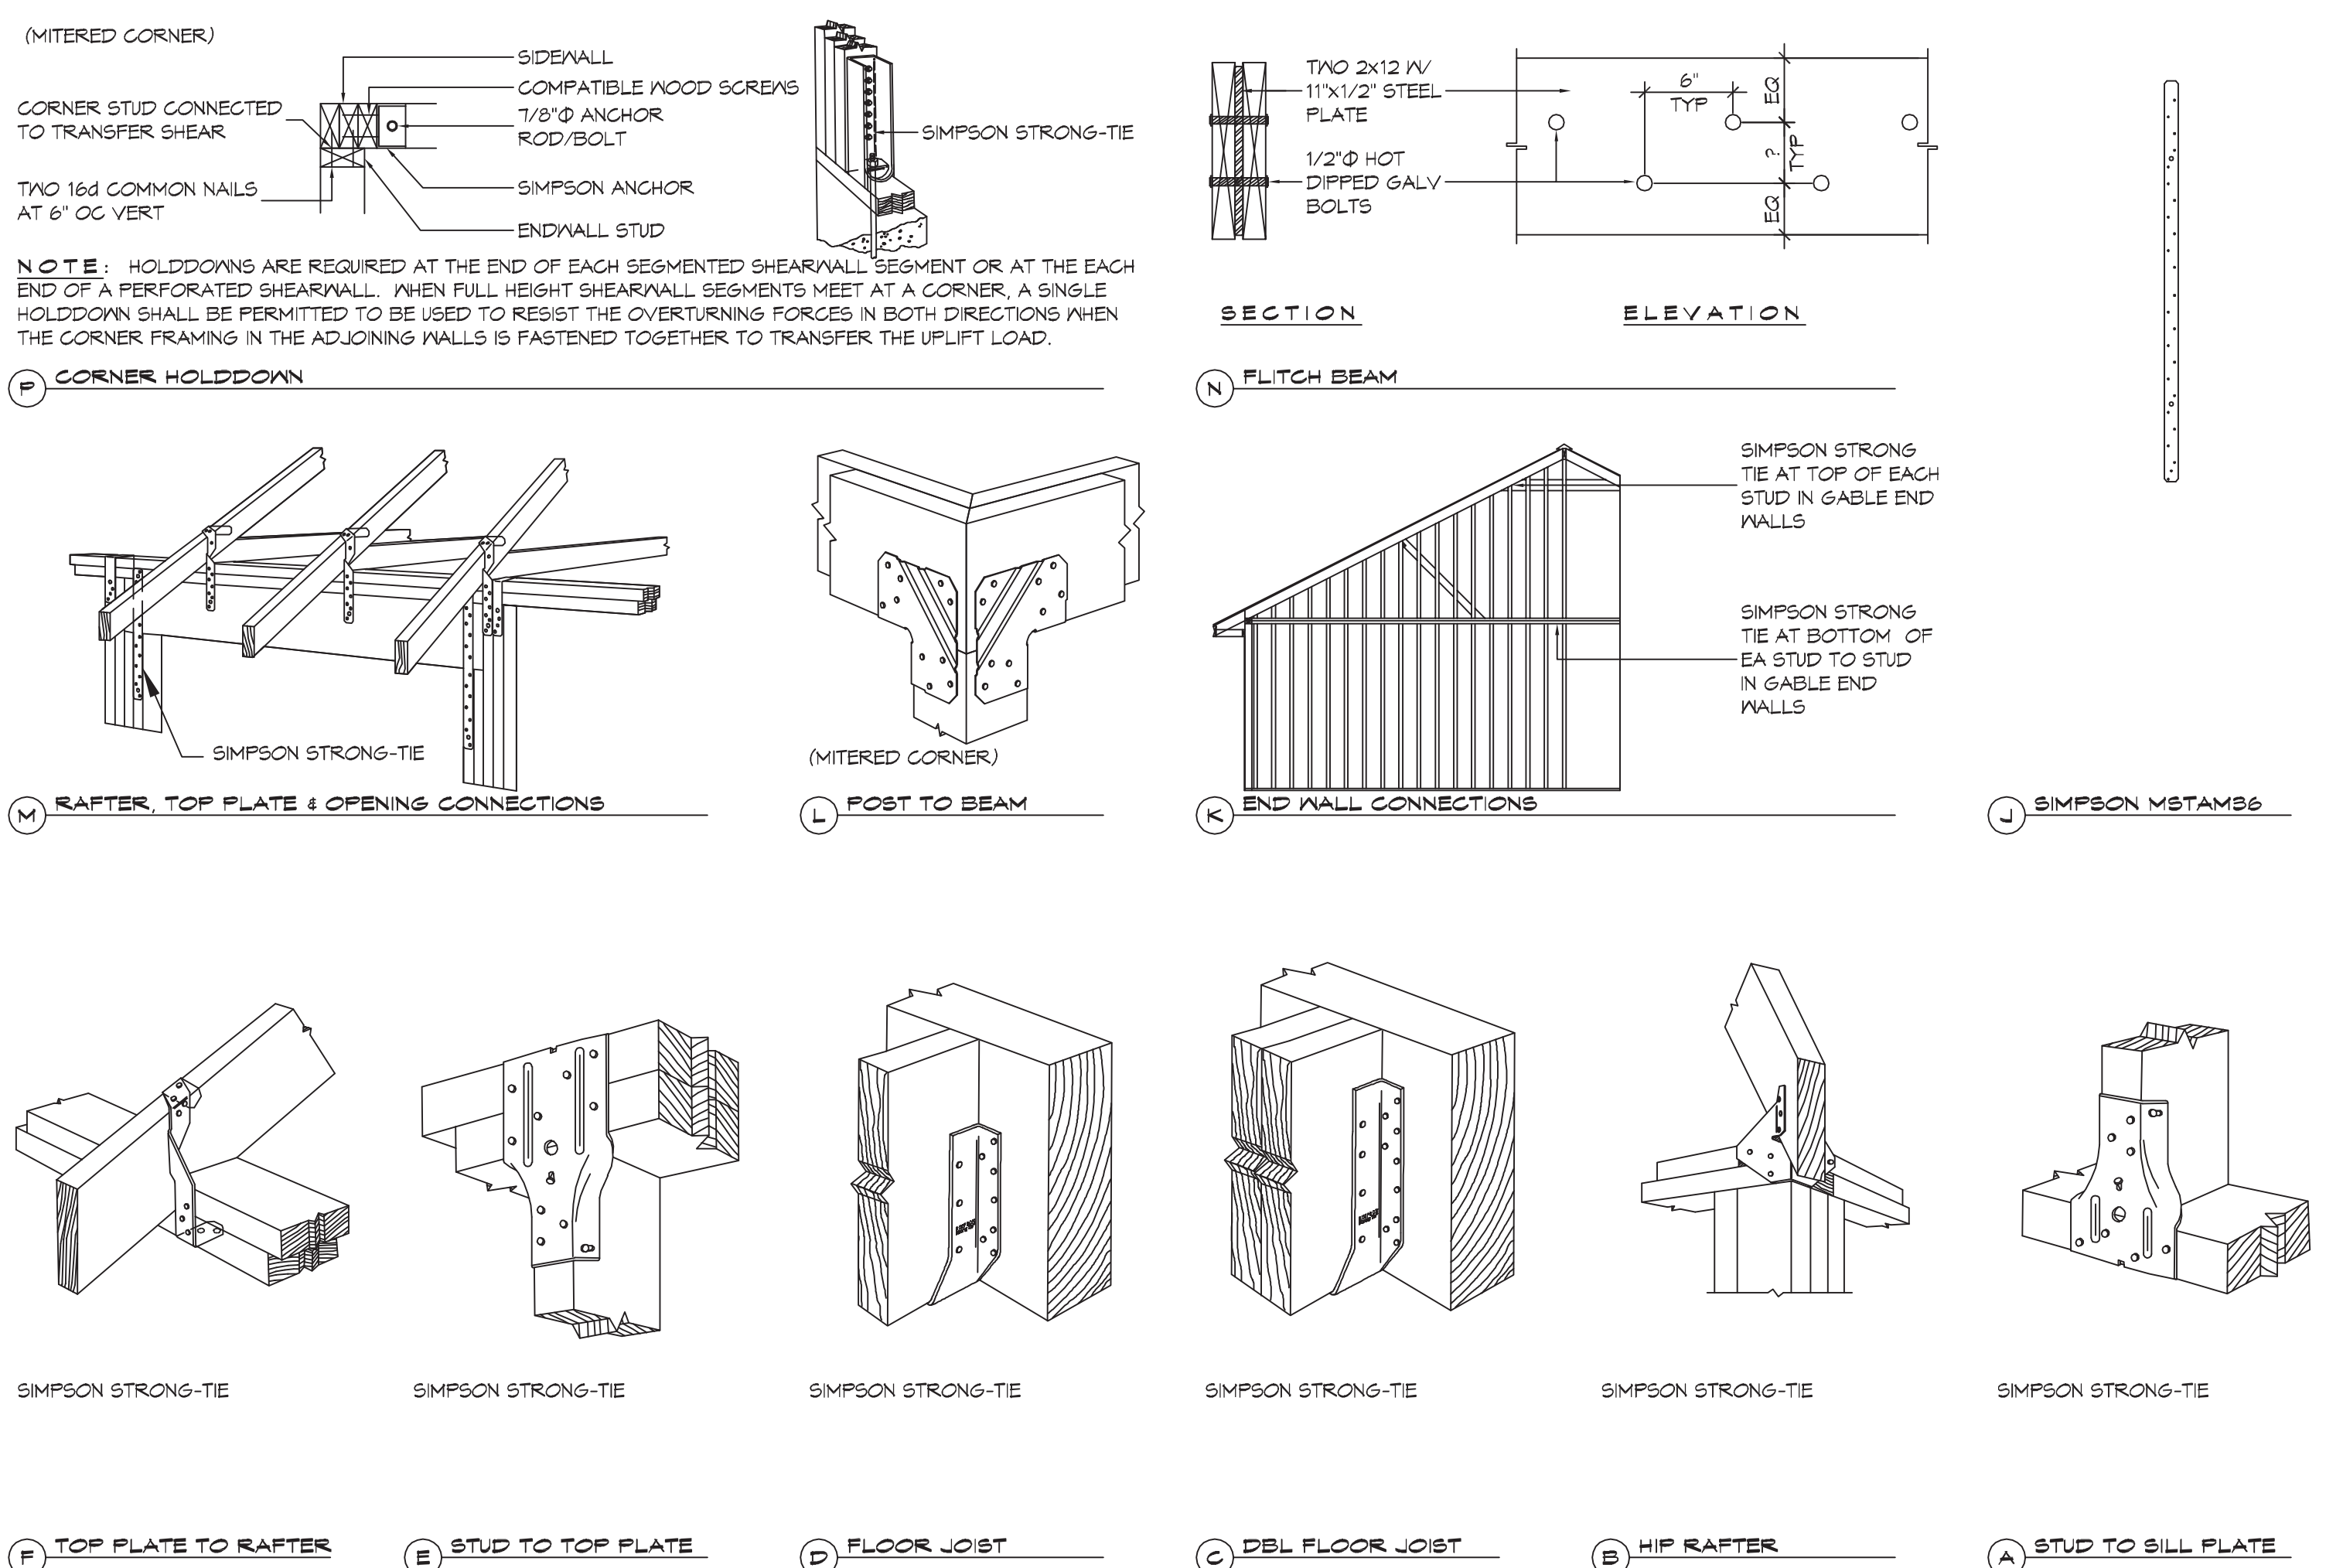 (MITERED CORNER)
SIDEWALL
COMPATIBLE WOOD SCREWS
7/8"Φ ANCHOR
ROD/BOLT
CORNER STUD CONNECTED
TO TRANSFER SHEAR
SIMPSON STRONG-TIE
TWO 16d COMMON NAILS
AT 6" OC VERT
SIMPSON ANCHOR
ENDWALL STUD
NOTE: HOLDDOWNS ARE REQUIRED AT THE END OF EACH SEGMENTED SHEARWALL SEGMENT OR AT THE EACH
END OF A PERFORATED SHEARWALL. WHEN FULL HEIGHT SHEARWALL SEGMENTS MEET AT A CORNER, A SINGLE
HOLDDOWN SHALL BE PERMITTED TO BE USED TO RESIST THE OVERTURNING FORCES IN BOTH DIRECTIONS WHEN
THE CORNER FRAMING IN THE ADJOINING WALLS IS FASTENED TOGETHER TO TRANSFER THE UPLIFT LOAD.
P CORNER HOLDDOWN
TWO 2x12 W/
11"x1/2" STEEL
PLATE
1/2"Φ HOT
DIPPED GALV
BOLTS
6"
TYP
EQ
?
TYP
EQ
SECTION
ELEVATION
N FLITCH BEAM
SIMPSON STRONG-TIE
M RAFTER, TOP PLATE & OPENING CONNECTIONS
(MITERED CORNER)
L POST TO BEAM
SIMPSON STRONG
TIE AT TOP OF EACH
STUD IN GABLE END
WALLS
SIMPSON STRONG
TIE AT BOTTOM OF
EA STUD TO STUD
IN GABLE END
WALLS
K END WALL CONNECTIONS
J SIMPSON MSTAM36
SIMPSON STRONG-TIE
F TOP PLATE TO RAFTER
SIMPSON STRONG-TIE
E STUD TO TOP PLATE
SIMPSON STRONG-TIE
D FLOOR JOIST
SIMPSON STRONG-TIE
C DBL FLOOR JOIST
SIMPSON STRONG-TIE
B HIP RAFTER
SIMPSON STRONG-TIE
A STUD TO SILL PLATE